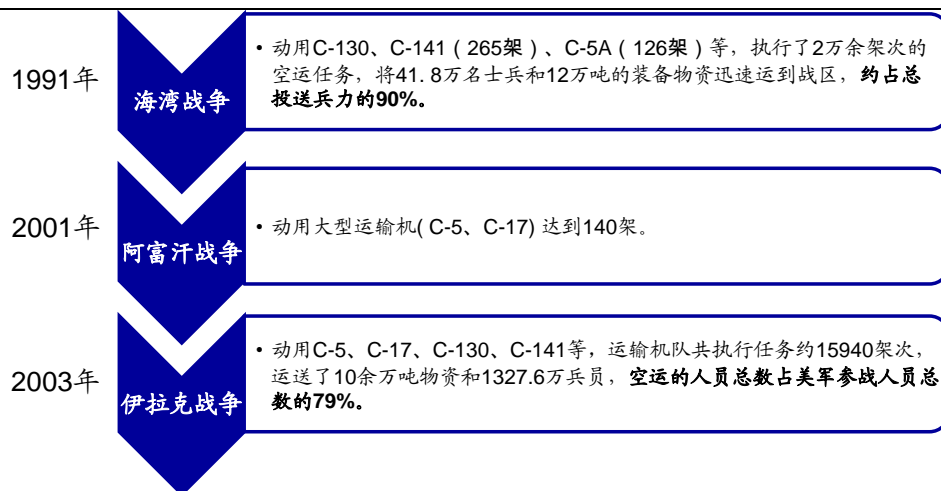 1991年
海湾战争
• 动用C-130、C-141（265架）、C-5A（126架）等，执行了2万余架次的
空运任务，将41. 8万名士兵和12万吨的装备物资迅速运到战区，约占总
投送兵力的90%。
2001年
阿富汗战争
• 动用大型运输机( C-5、C-17) 达到140架。
2003年
伊拉克战争
• 动用C-5、C-17、C-130、C-141等，运输机队共执行任务约15940架次，
运送了10余万吨物资和1327.6万兵员，空运的人员总数占美军参战人员总
数的79%。